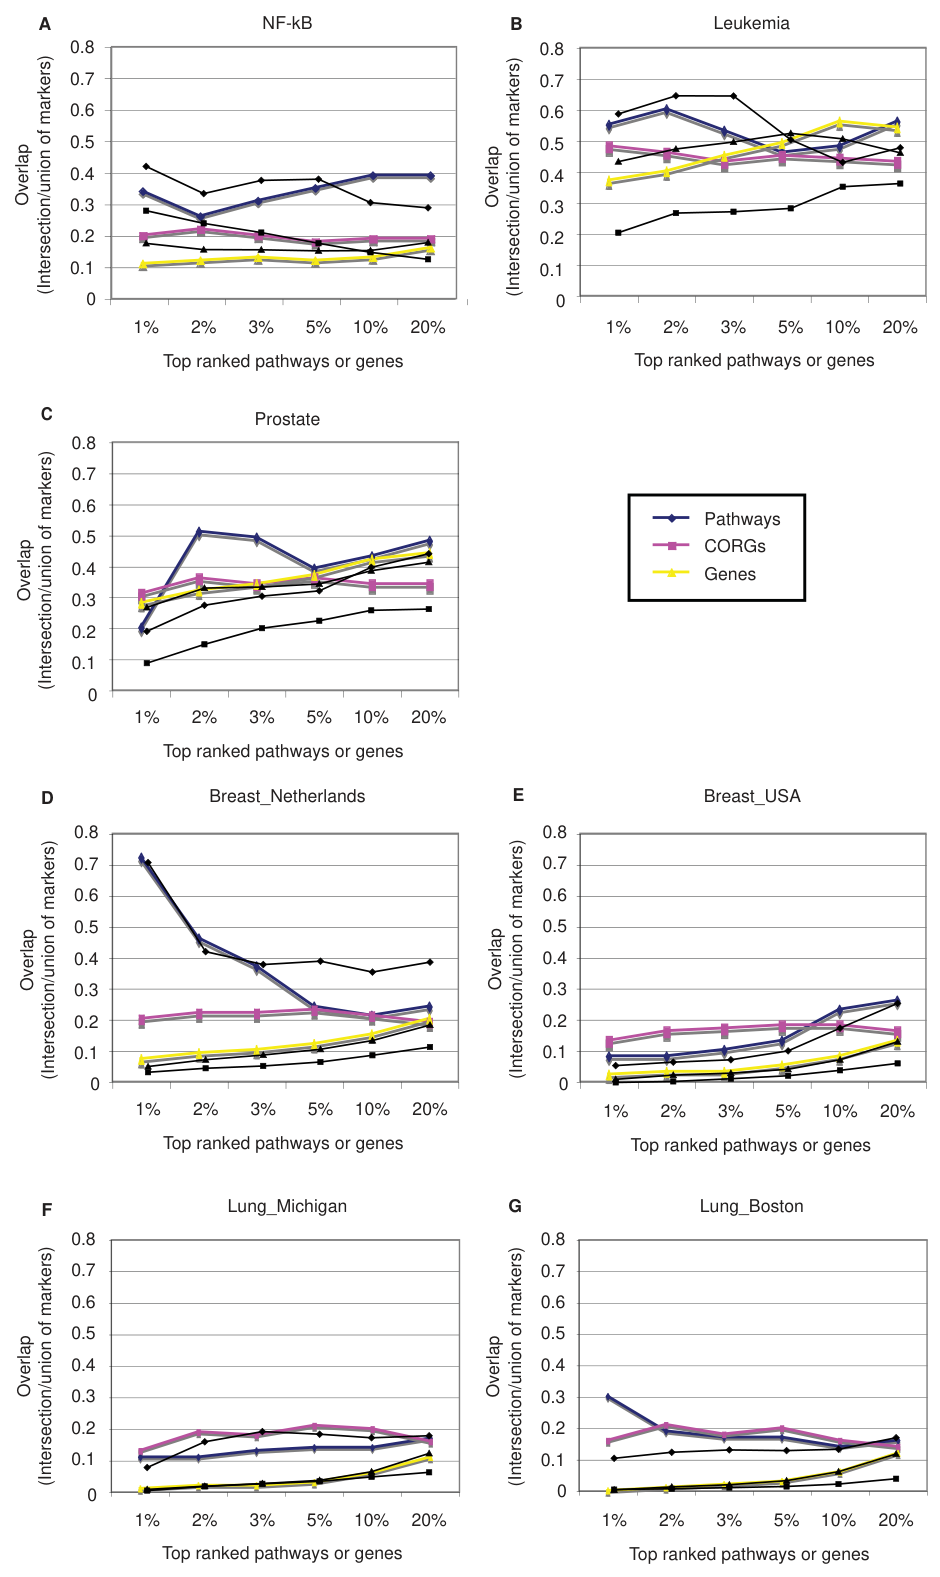 A
NF-kB
0.8
0.7
0.6
0.5
0.4
0.3
0.2
0.1
0
Overlap
(Intersection/union of markers)
1% 2% 3% 5% 10% 20%
Top ranked pathways or genes
B
Leukemia
0.8
0.7
0.6
0.5
0.4
0.3
0.2
0.1
0
Overlap
(Intersection/union of markers)
1% 2% 3% 5% 10% 20%
Top ranked pathways or genes
C
Prostate
0.8
0.7
0.6
0.5
0.4
0.3
0.2
0.1
0
Overlap
(Intersection/union of markers)
1% 2% 3% 5% 10% 20%
Top ranked pathways or genes
Pathways
CORGs
Genes
D
Breast_Netherlands
0.8
0.7
0.6
0.5
0.4
0.3
0.2
0.1
0
Overlap
(Intersection/union of markers)
1% 2% 3% 5% 10% 20%
Top ranked pathways or genes
E
Breast_USA
0.8
0.7
0.6
0.5
0.4
0.3
0.2
0.1
0
Overlap
(Intersection/union of markers)
1% 2% 3% 5% 10% 20%
Top ranked pathways or genes
F
Lung_Michigan
0.8
0.7
0.6
0.5
0.4
0.3
0.2
0.1
0
Overlap
(Intersection/union of markers)
1% 2% 3% 5% 10% 20%
Top ranked pathways or genes
G
Lung_Boston
0.8
0.7
0.6
0.5
0.4
0.3
0.2
0.1
0
Overlap
(Intersection/union of markers)
1% 2% 3% 5% 10% 20%
Top ranked pathways or genes